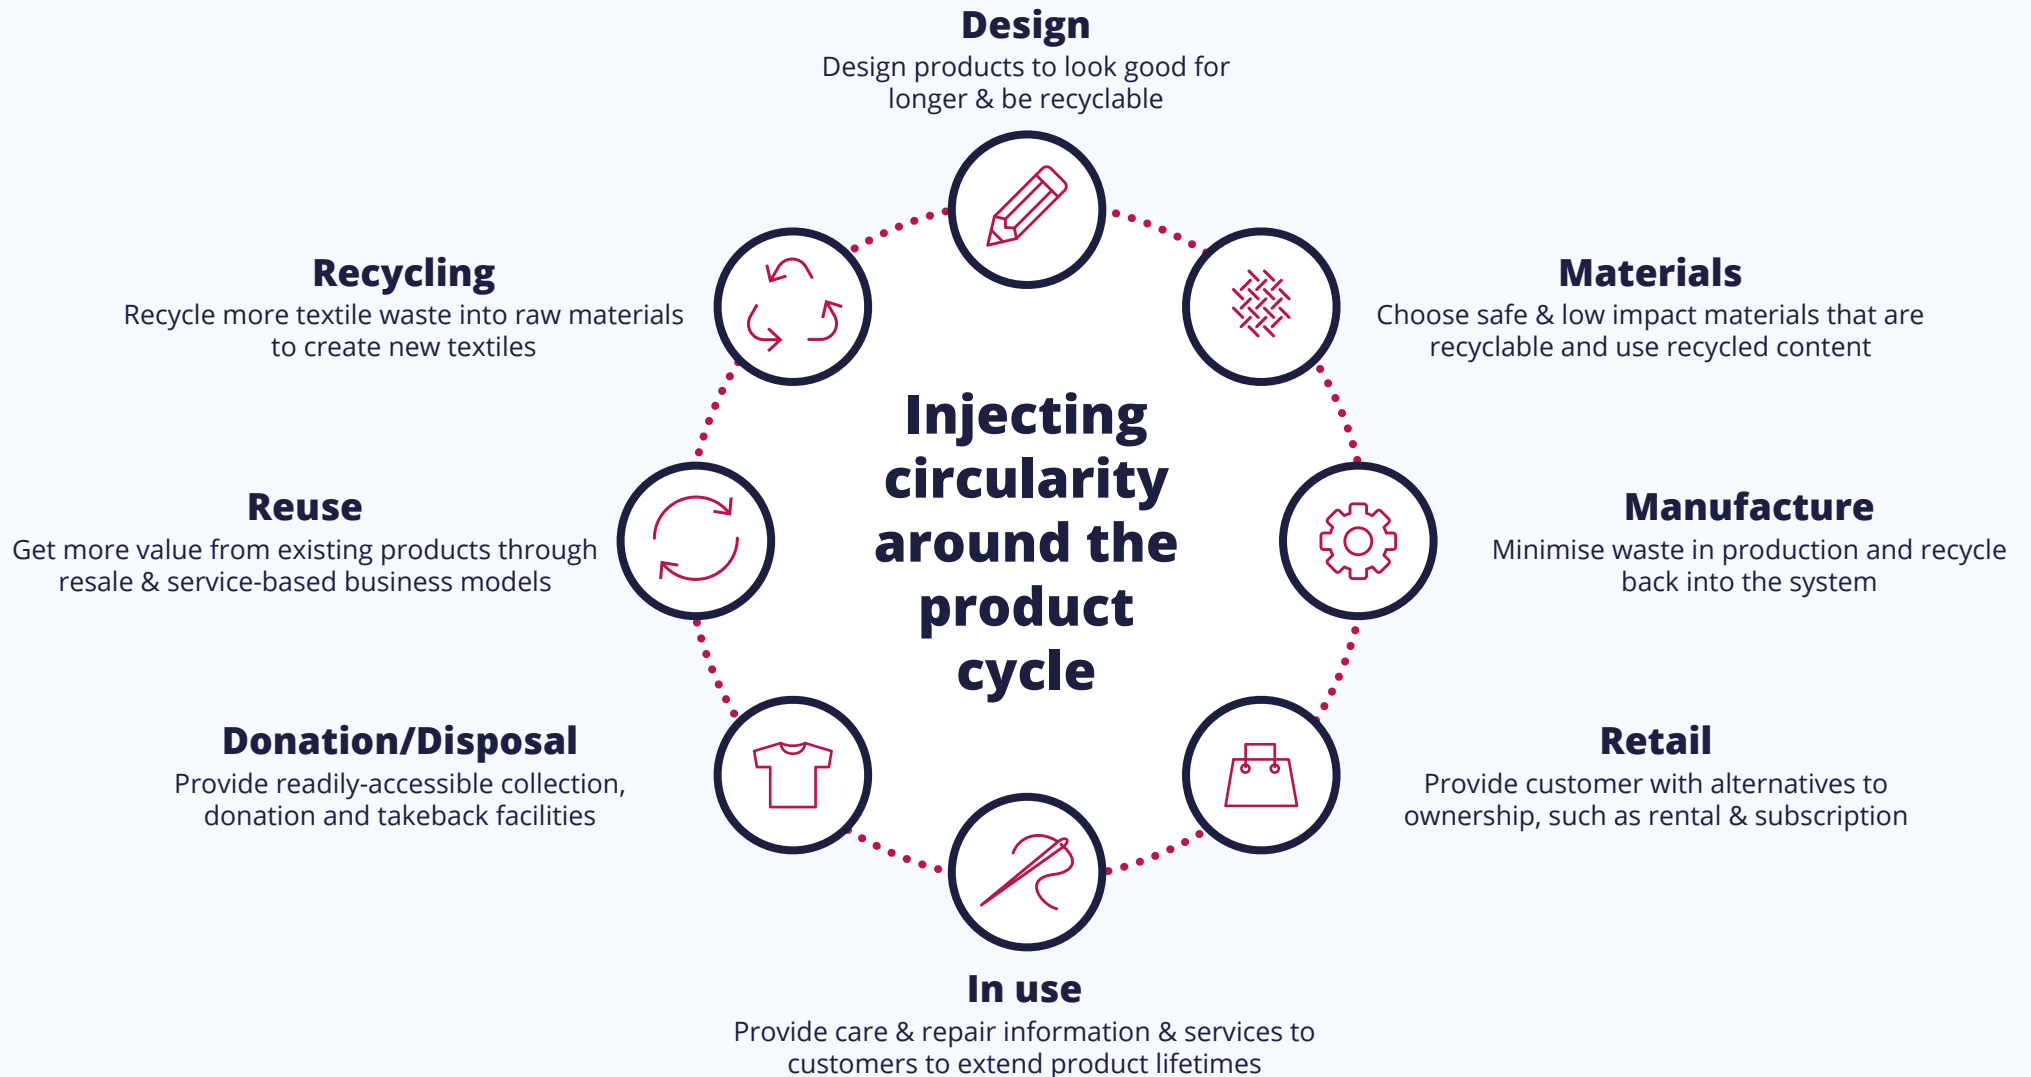 Design
Design products to look good for
longer & be recyclable
Materials
Choose safe & low impact materials that are
recyclable and use recycled content
Manufacture
Minimise waste in production and recycle
back into the system
Retail
Provide customer with alternatives to
ownership, such as rental & subscription
In use
Provide care & repair information & services to
customers to extend product lifetimes
Donation/Disposal
Provide readily-accessible collection,
donation and takeback facilities
Reuse
Get more value from existing products through
resale & service-based business models
Recycling
Recycle more textile waste into raw materials
to create new textiles
Injecting
circularity
around the
product
cycle